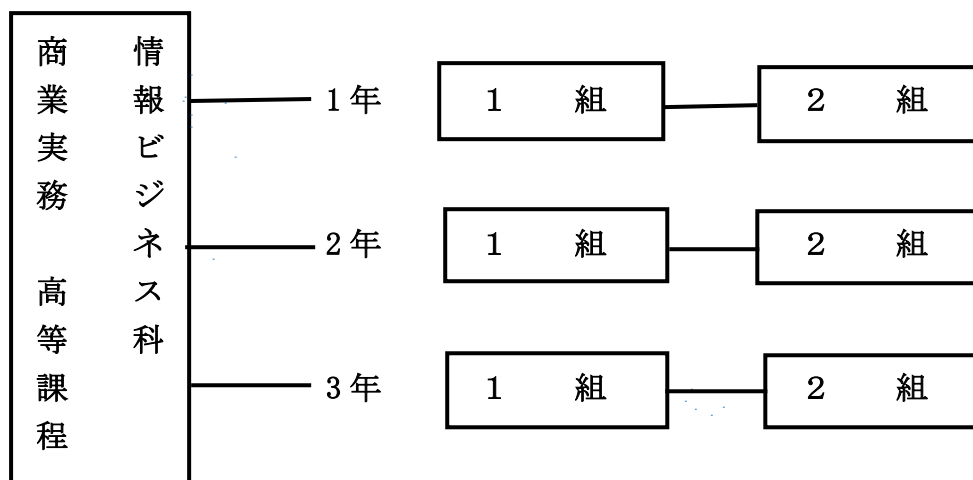 情報ビジネス科
商業実務 高等課程
1年 1 組 2 組
2年 1 組 2 組
3年 1 組 2 組